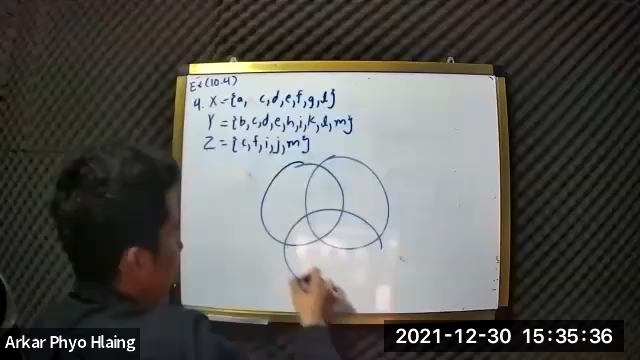 Ex(10.4)
4. X = {a, c,d,e,f,g,l}
Y = {b,c,d,e,h,i,k,l,m}
Z = {c,f,i,j,m}
Arkar Phyo Hlaing
2021-12-30 15:35:36